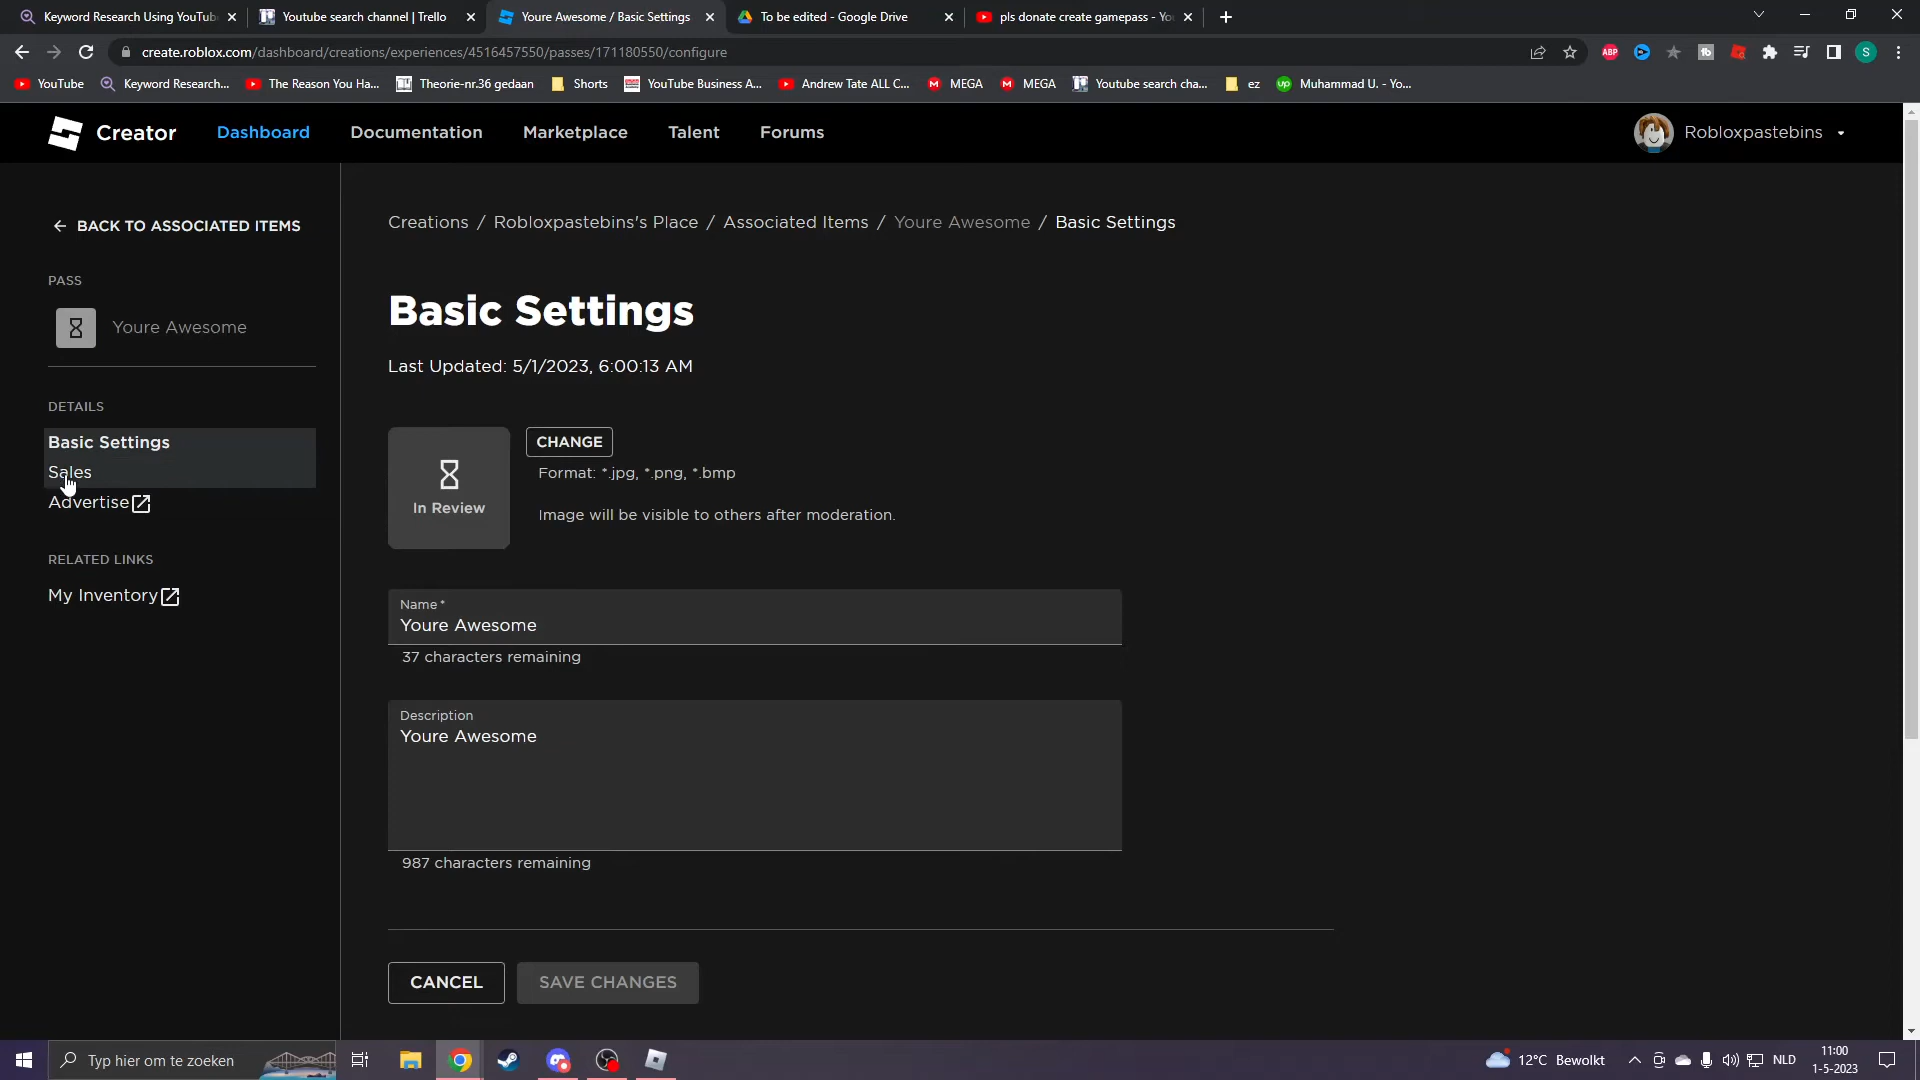 Keyword Research Using YouTub
Youtube search channel | Trello
Youre Awesome / Basic Settings
To be edited - Google Drive
pls donate create gamepass - Yo
create.roblox.com/dashboard/creations/experiences/4516457550/passes/171180550/configure
ABP
tb
S
YouTube
Keyword Research...
The Reason You Ha...
Theorie-nr.36 gedaan
Shorts
YouTube Business A...
Andrew Tate ALL C...
MEGA
MEGA
Youtube search cha...
ez
up
Muhammad U. - Yo...
Creator
Dashboard
Documentation
Marketplace
Talent
Forums
Robloxpastebins
BACK TO ASSOCIATED ITEMS
PASS
Youre Awesome
DETAILS
Basic Settings
Sales
Advertise
RELATED LINKS
My Inventory
Creations / Robloxpastebins's Place / Associated Items / Youre Awesome / Basic Settings
Basic Settings
Last Updated: 5/1/2023, 6:00:13 AM
In Review
CHANGE
Format: *.jpg, *.png, *.bmp
Image will be visible to others after moderation.
Name *
Youre Awesome
37 characters remaining
Description
Youre Awesome
987 characters remaining
CANCEL
SAVE CHANGES
Typ hier om te zoeken
12°C Bewolkt
NLD
11:00
1-5-2023